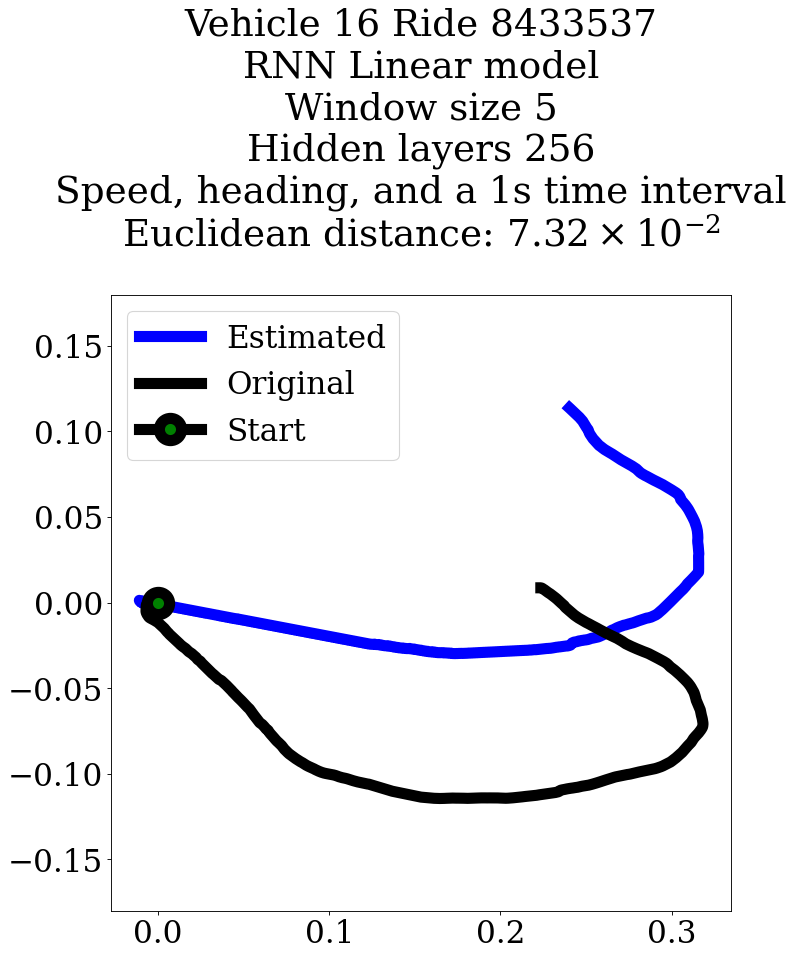 Vehicle 16 Ride 8433537
RNN Linear model
Window size 5
Hidden layers 256
Speed, heading, and a 1s time interval
Euclidean distance: 7.32 × 10⁻²
Estimated
Original
Start
0.15
0.10
0.05
0.00
−0.05
−0.10
−0.15
0.0 0.1 0.2 0.3